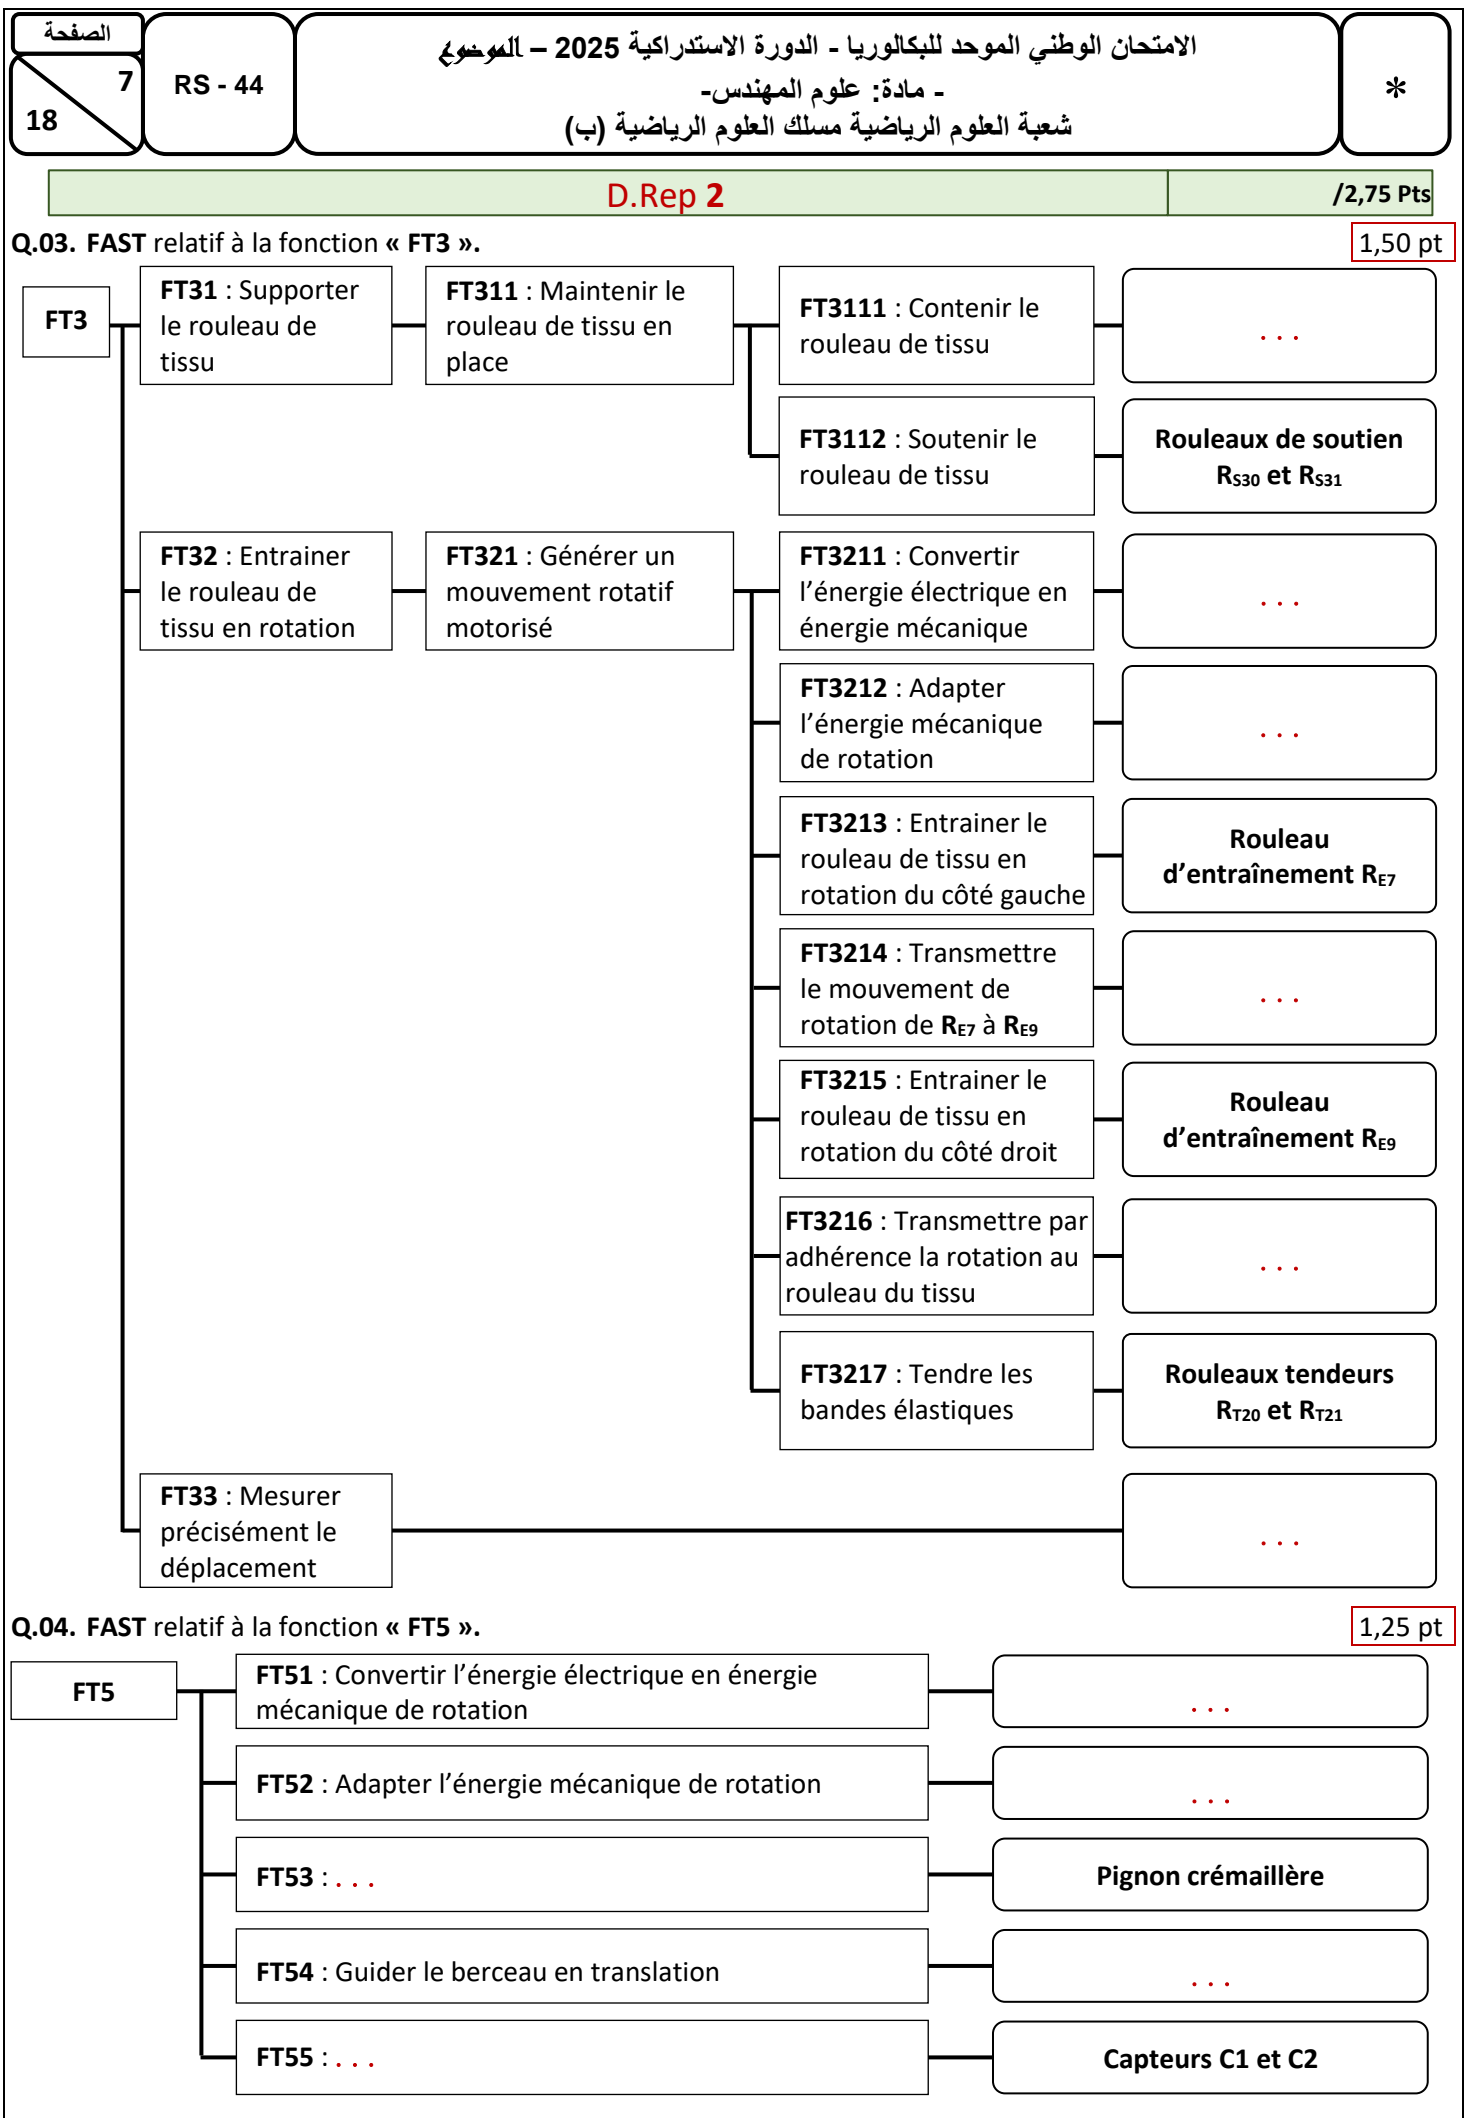 الصفحة
7
18
RS - 44
الامتحان الوطني الموحد للبكالوريا - الدورة الاستدراكية 2025 – الموضوع
- مادة: علوم المهندس-
شعبة العلوم الرياضية مسلك العلوم الرياضية (ب)
*
D.Rep 2
/2,75 Pts
Q.03. FAST relatif à la fonction « FT3 ».
1,50 pt
FT3
FT31 : Supporter
le rouleau de
tissu
FT311 : Maintenir le
rouleau de tissu en
place
FT3111 : Contenir le
rouleau de tissu
. . .
FT3112 : Soutenir le
rouleau de tissu
Rouleaux de soutien
RS30 et RS31
FT32 : Entrainer
le rouleau de
tissu en rotation
FT321 : Générer un
mouvement rotatif
motorisé
FT3211 : Convertir
l’énergie électrique en
énergie mécanique
. . .
FT3212 : Adapter
l’énergie mécanique
de rotation
. . .
FT3213 : Entrainer le
rouleau de tissu en
rotation du côté gauche
Rouleau
d’entraînement RE7
FT3214 : Transmettre
le mouvement de
rotation de RE7 à RE9
. . .
FT3215 : Entrainer le
rouleau de tissu en
rotation du côté droit
Rouleau
d’entraînement RE9
FT3216 : Transmettre par
adhérence la rotation au
rouleau du tissu
. . .
FT3217 : Tendre les
bandes élastiques
Rouleaux tendeurs
RT20 et RT21
FT33 : Mesurer
précisément le
déplacement
. . .
Q.04. FAST relatif à la fonction « FT5 ».
1,25 pt
FT5
FT51 : Convertir l’énergie électrique en énergie
mécanique de rotation
. . .
FT52 : Adapter l’énergie mécanique de rotation
. . .
FT53 : . . .
Pignon crémaillère
FT54 : Guider le berceau en translation
. . .
FT55 : . . .
Capteurs C1 et C2